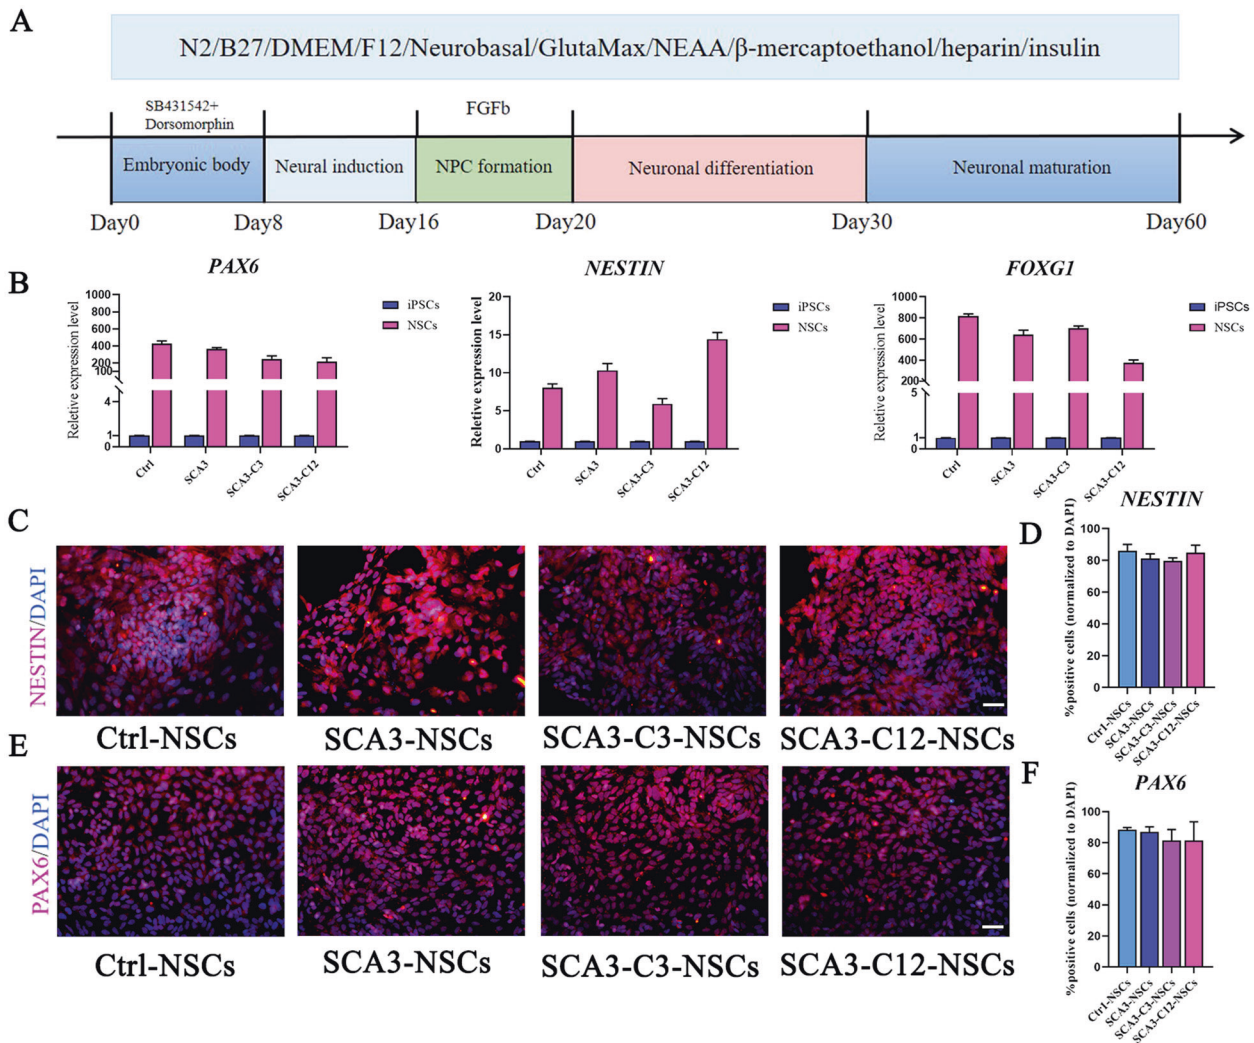 A
N2/B27/DMEM/F12/Neurobasal/GlutaMax/NEAA/β-mercaptoethanol/heparin/insulin
SB431542+
Dorsomorphin
FGFb
Embryonic body
Neural induction
NPC formation
Neuronal differentiation
Neuronal maturation
Day0
Day8
Day16
Day20
Day30
Day60
B
PAX6
Reletive expression level
1000
800
600
400
200
100
4
1
0
Ctrl
SCA3
SCA3-C3
SCA3-C12
iPSCs
NSCs
NESTIN
Reletive expression level
20
15
10
5
0
Ctrl
SCA3
SCA3-C3
SCA3-C12
iPSCs
NSCs
FOXG1
Reletive expression level
1000
800
600
400
200
5
1
0
Ctrl
SCA3
SCA3-C3
SCA3-C12
iPSCs
NSCs
C
NESTIN/DAPI
Ctrl-NSCs
SCA3-NSCs
SCA3-C3-NSCs
SCA3-C12-NSCs
D
NESTIN
%positive cells (normalized to DAPI)
100
80
60
40
20
0
Ctrl-NSCs
SCA3-NSCs
SCA3-C3-NSCs
SCA3-C12-NSCs
E
PAX6/DAPI
Ctrl-NSCs
SCA3-NSCs
SCA3-C3-NSCs
SCA3-C12-NSCs
F
PAX6
%positive cells (normalized to DAPI)
100
80
60
40
20
0
Ctrl-NSCs
SCA3-NSCs
SCA3-C3-NSCs
SCA3-C12-NSCs